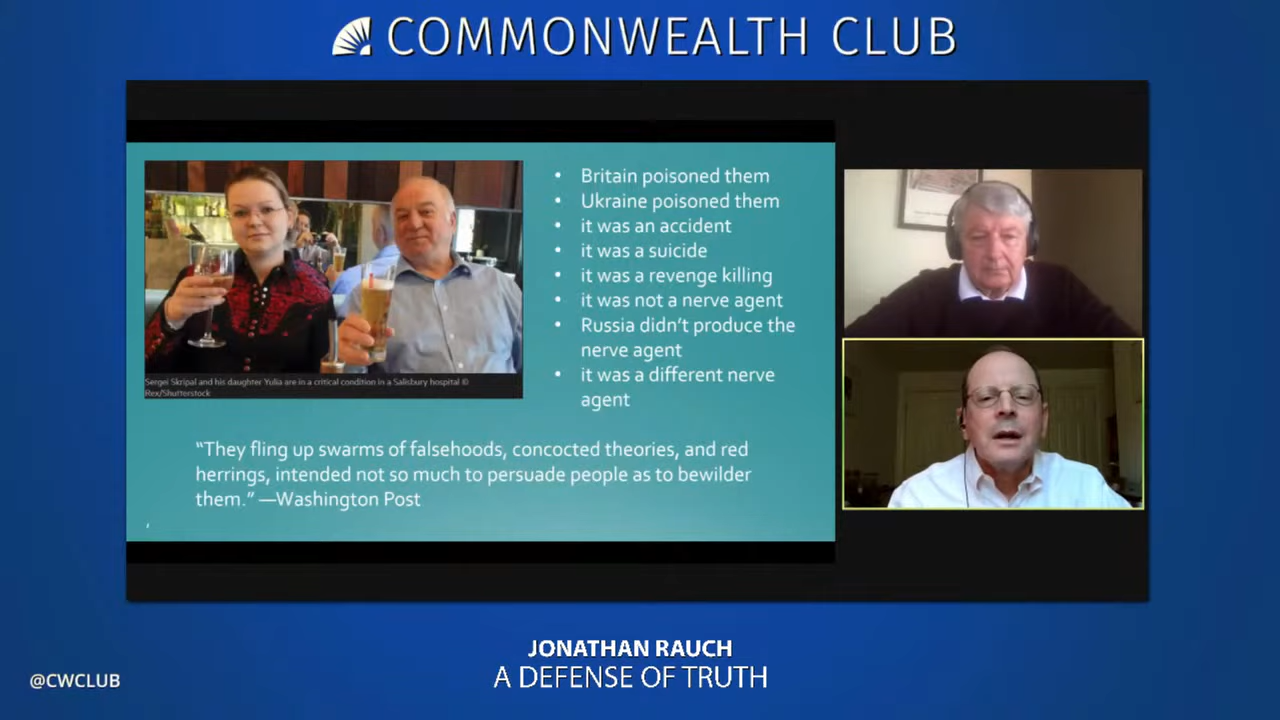 COMMONWEALTH CLUB
• Britain poisoned them
• Ukraine poisoned them
• it was an accident
• it was a suicide
• it was a revenge killing
• it was not a nerve agent
• Russia didn't produce the
nerve agent
• it was a different nerve
agent
Sergei Skripal and his daughter Yulia are in a critical condition in a Salisbury hospital ©
Rex/Shutterstock
“They fling up swarms of falsehoods, concocted theories, and red
herrings, intended not so much to persuade people as to bewilder
them.” —Washington Post
JONATHAN RAUCH
A DEFENSE OF TRUTH
@CWCLUB